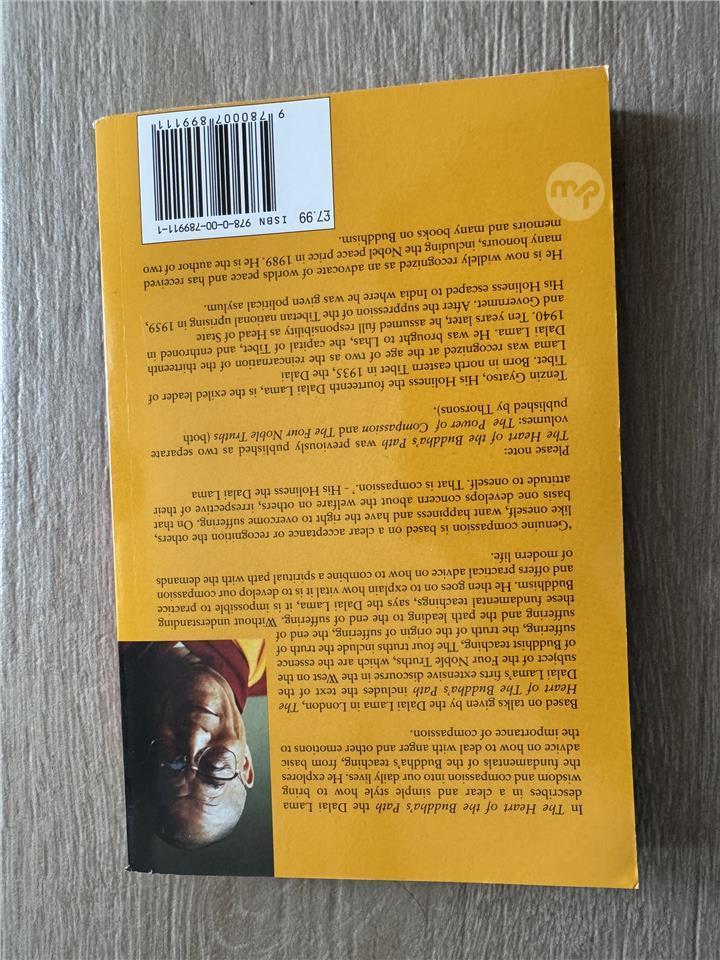 In The Heart of the Buddha's Path the Dalai Lama
describes in a clear and simple style how to bring
wisdom and compassion into our daily lives. He explores
the fundamentals of the Buddha's teaching, from basic
advice on how to deal with anger and other emotions to
the importance of compassion.
Based on talks given by the Dalai Lama in London, The
Heart of The Buddha's Path includes the text of the
Dalai Lama's firts extensive discourse in the West on the
subject of the Four Noble Truths, which are the essence
of Buddhist teaching, The four truths include the truth of
suffering, the truth of the origin of suffering, the end of
suffering and the path leading to the end of suffering. Without understanding
these fundamental teachings, says the Dalai Lama, it is impossible to practice
Buddhism. He then goes on to explain how vital it is to develop our compassion
and offers practical advice on how to combine a spiritual path with the demands
of modern life.
'Genuine compassion is based on a clear acceptance or recognition the others,
like oneself, wam happiness and have the right to overcome suffering. On that
basis one develops concern about the welfare on others, irrespective of their
attitude to oneself. That is compassion.' - His Holiness the Dalai Lama
Please note:
The Heart of the Buddha's Path was previously published as two separate
volumes: The Power of Compassion and The Four Noble Truths (both
published by Thorsons).
Tenzin Gyatso, His Holiness the fourteenth Dalai Lama, is the exiled leader of
Tibet. Born in north eastern Tibet in 1935, the Dalai
Lama was recognized at the age of two as the reincarnation of the thirteenth
Dalai Lama. He was brought to Lhas, the capital of Tibet, and enthroned in
1940. Ten years later, he assumed full responsibility as Head of State
and Governmet. After the suppression of the Tibetan national uprising in 1959,
His Holiness escaped to India where he was given political asylum.
He is now widlely recognized as an advocate of worlds peace and has received
many honours, including the Nobel peace price in 1989. He is the author of two
memoirs and many books on Buddhism.
£7.99
ISBN 978-0-00-789911-1
9 780007 899111